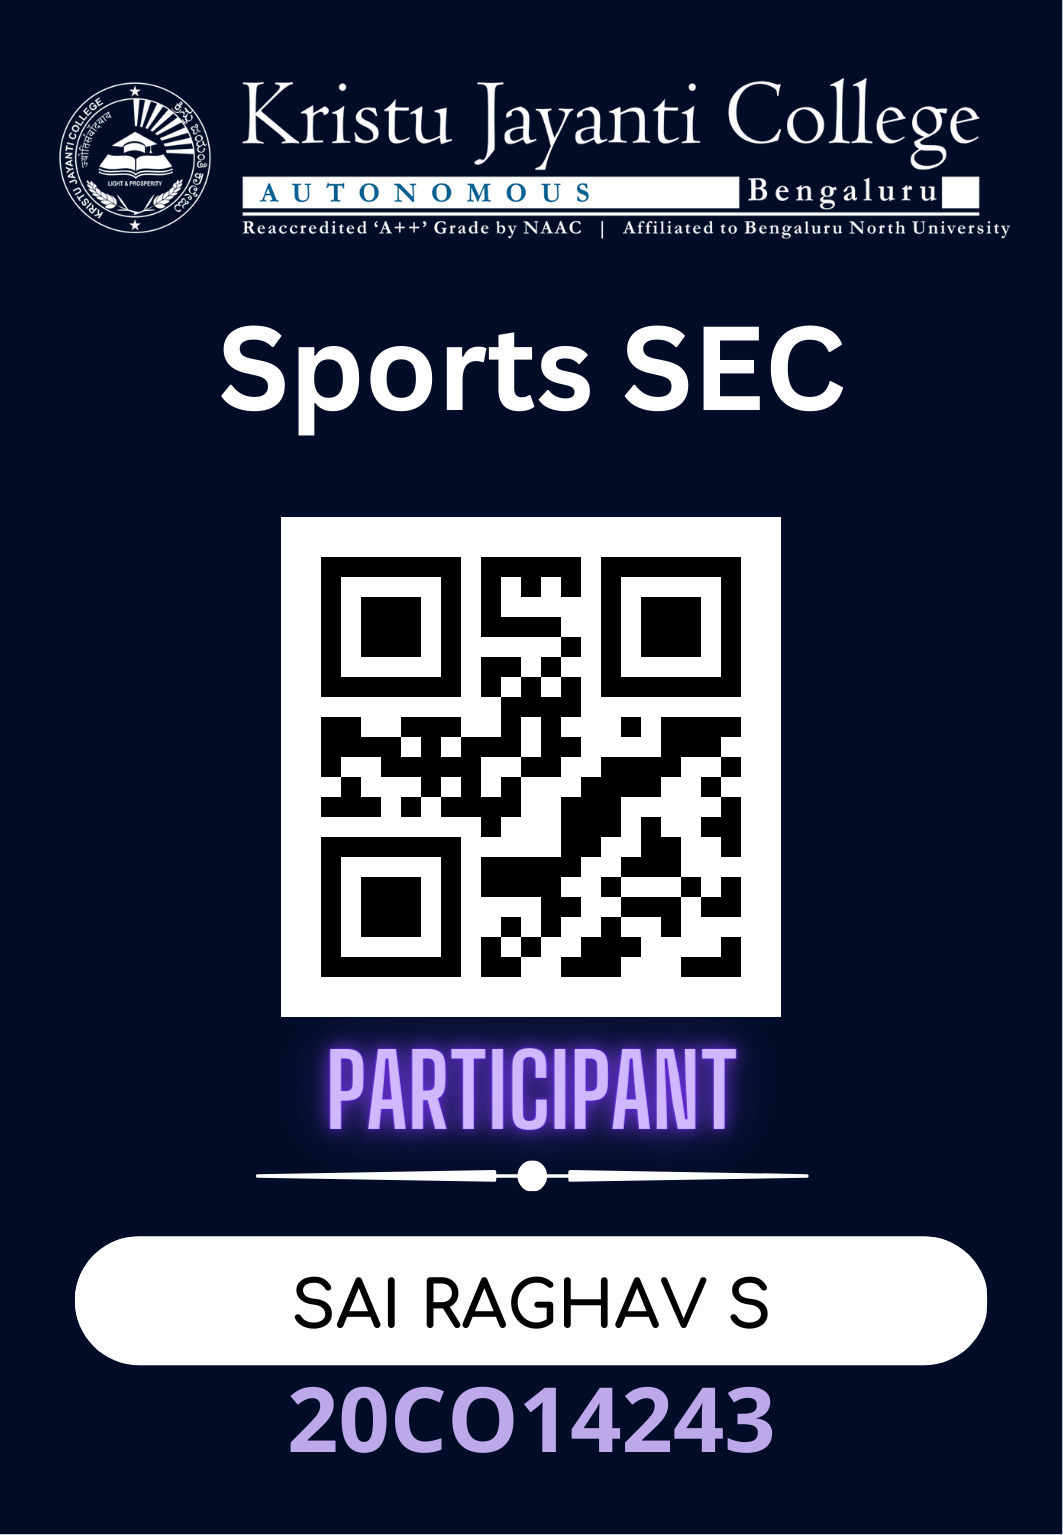 KRISTU JAYANTI COLLEGE
LIGHT & PROSPERITY
Kristu Jayanti College
AUTONOMOUS Bengaluru
Reaccredited ‘A++’ Grade by NAAC | Affiliated to Bengaluru North University
Sports SEC
PARTICIPANT
SAI RAGHAV S
20CO14243